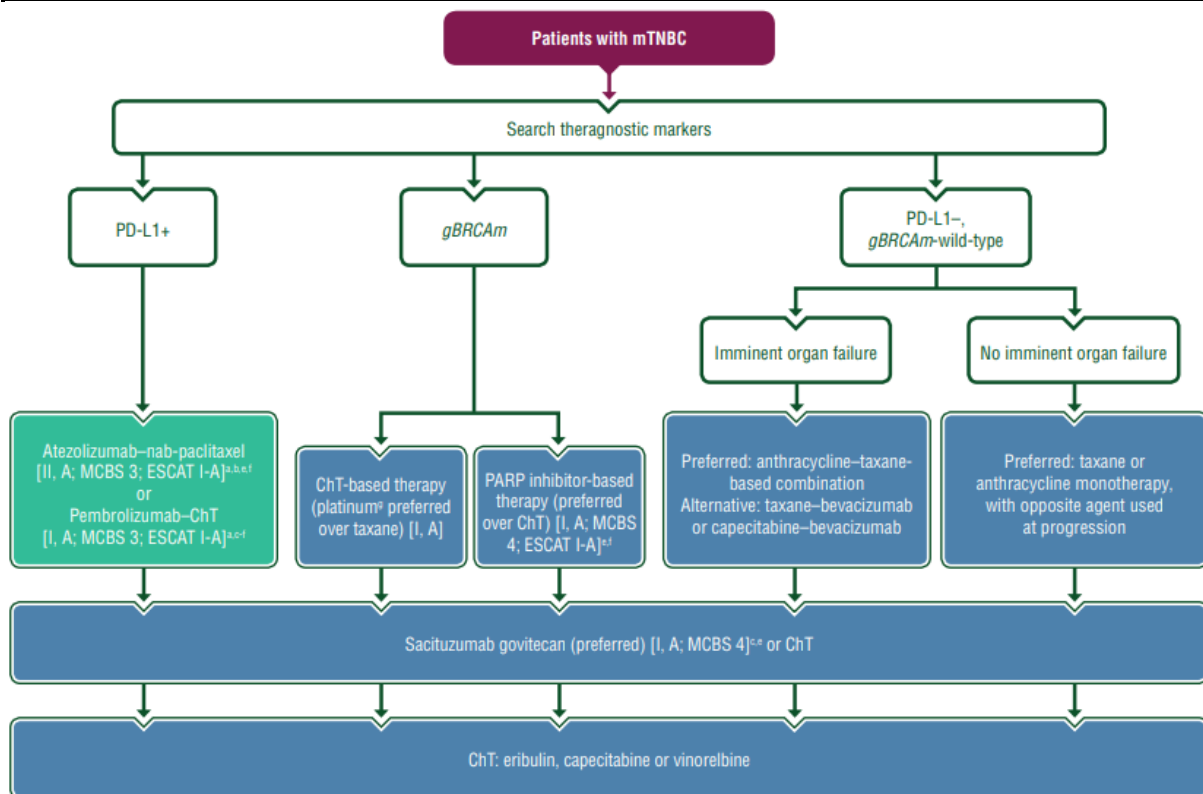 Patients with mTNBC
Search theragnostic markers
PD-L1+
gBRCAm
PD-L1–,
gBRCAm-wild-type
Imminent organ failure
No imminent organ failure
Atezolizumab–nab-paclitaxel
[II, A; MCBS 3; ESCAT I-A]a,b,e,f
or
Pembrolizumab–ChT
[I, A; MCBS 3; ESCAT I-A]a,c-f
ChT-based therapy
(platinumg preferred
over taxane) [I, A]
PARP inhibitor-based
therapy (preferred
over ChT) [I, A; MCBS
4; ESCAT I-A]e,f
Preferred: anthracycline–taxane-
based combination
Alternative: taxane–bevacizumab
or capecitabine–bevacizumab
Preferred: taxane or
anthracycline monotherapy,
with opposite agent used
at progression
Sacituzumab govitecan (preferred) [I, A; MCBS 4]c,e or ChT
ChT: eribulin, capecitabine or vinorelbine